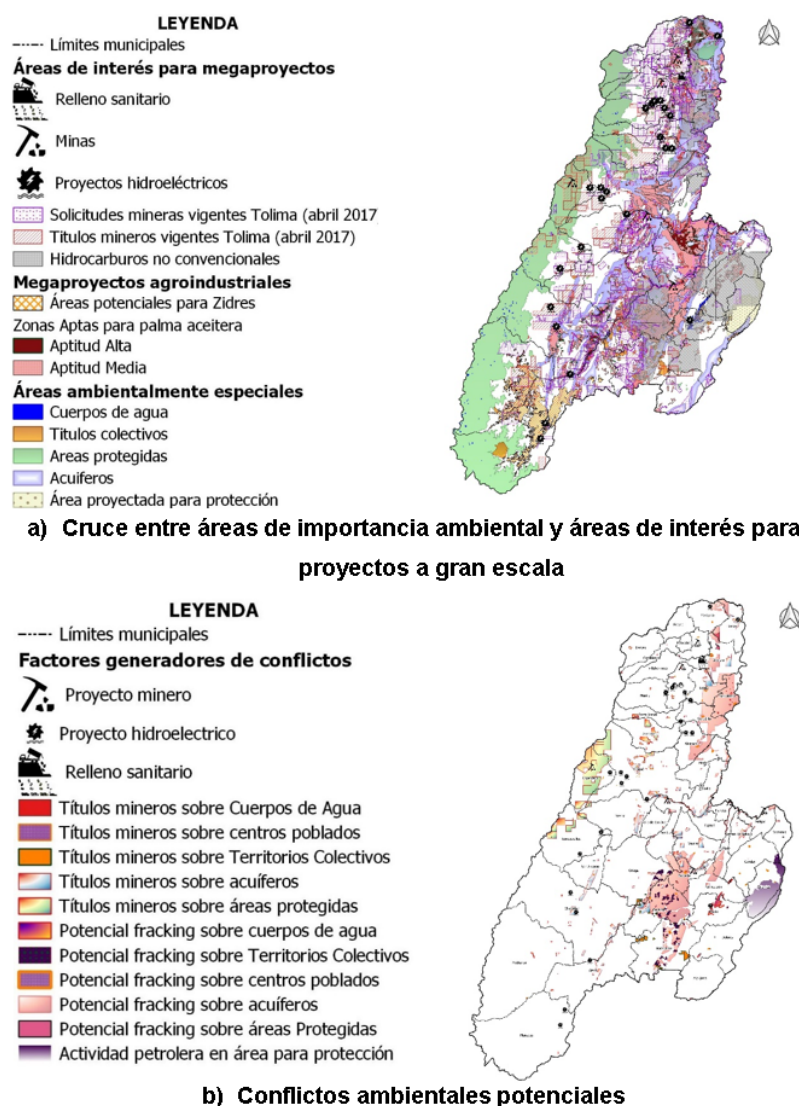 LEYENDA
Límites municipales
Áreas de interés para megaproyectos
Relleno sanitario
Minas
Proyectos hidroeléctricos
Solicitudes mineras vigentes Tolima (abril 2017
Titulos mineros vigentes Tolima (abril 2017)
Hidrocarburos no convencionales
Megaproyectos agroindustriales
Áreas potenciales para Zidres
Zonas Aptas para palma aceitera
Aptitud Alta
Aptitud Media
Áreas ambientalmente especiales
Cuerpos de agua
Titulos colectivos
Areas protegidas
Acuiferos
Área proyectada para protección
a) Cruce entre áreas de importancia ambiental y áreas de interés para
proyectos a gran escala
LEYENDA
Límites municipales
Factores generadores de conflictos
Proyecto minero
Proyecto hidroelectrico
Relleno sanitario
Títulos mineros sobre Cuerpos de Agua
Títulos mineros sobre centros poblados
Títulos mineros sobre Territorios Colectivos
Títulos mineros sobre acuíferos
Títulos mineros sobre áreas protegidas
Potencial fracking sobre cuerpos de agua
Potencial fracking sobre Territorios Colectivos
Potencial fracking sobre centros poblados
Potencial fracking sobre acuíferos
Potencial fracking sobre áreas Protegidas
Actividad petrolera en área para protección
b) Conflictos ambientales potenciales